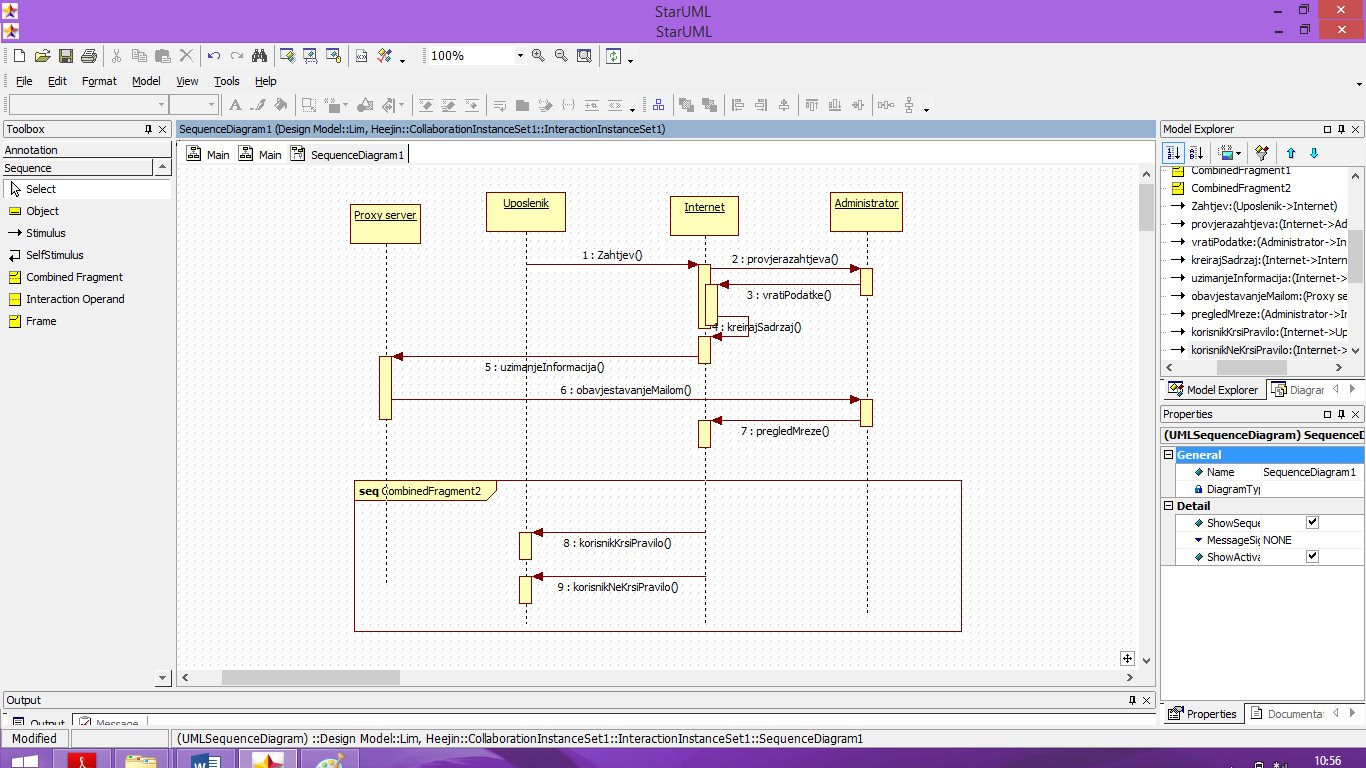 StarUML
StarUML
100%
File Edit Format Model View Tools Help
Toolbox
Annotation
Sequence
Select
Object
Stimulus
SelfStimulus
Combined Fragment
Interaction Operand
Frame
SequenceDiagram1 (Design Model::Lim, Heejin::CollaborationInstanceSet1::InteractionInstanceSet1)
Main Main SequenceDiagram1
Proxy server
Uposlenik
Internet
Administrator
1 : Zahtjev()
2 : provjerazahtjeva()
3 : vratiPodatke()
4 : kreirajSadrzaj()
5 : uzimanjeInformacija()
6 : obavjestavanjeMailom()
7 : pregledMreze()
seq CombinedFragment2
8 : korisnikKrsiPravilo()
9 : korisnikNeKrsiPravilo()
Model Explorer
CombinedFragment1
CombinedFragment2
Zahtjev:(Uposlenik->Internet)
provjerazahtjeva:(Internet->Ad
vratiPodatke:(Administrator->In
kreirajSadrzaj:(Internet->Intern
uzimanjeInformacija:(Internet->
obavjestavanjeMailom:(Proxy se
pregledMreze:(Administrator->Ir
korisnikKrsiPravilo:(Internet->Up
korisnikNeKrsiPravilo:(Internet->
Model Explorer Diagrar
Properties
(UMLSequenceDiagram) SequenceD
General
Name SequenceDiagram1
DiagramTyp
Detail
ShowSeque
MessageSig NONE
ShowActiva
Properties Documenta
Output
Output Message
Modified
(UMLSequenceDiagram) ::Design Model::Lim, Heejin::CollaborationInstanceSet1::InteractionInstanceSet1::SequenceDiagram1
10:56